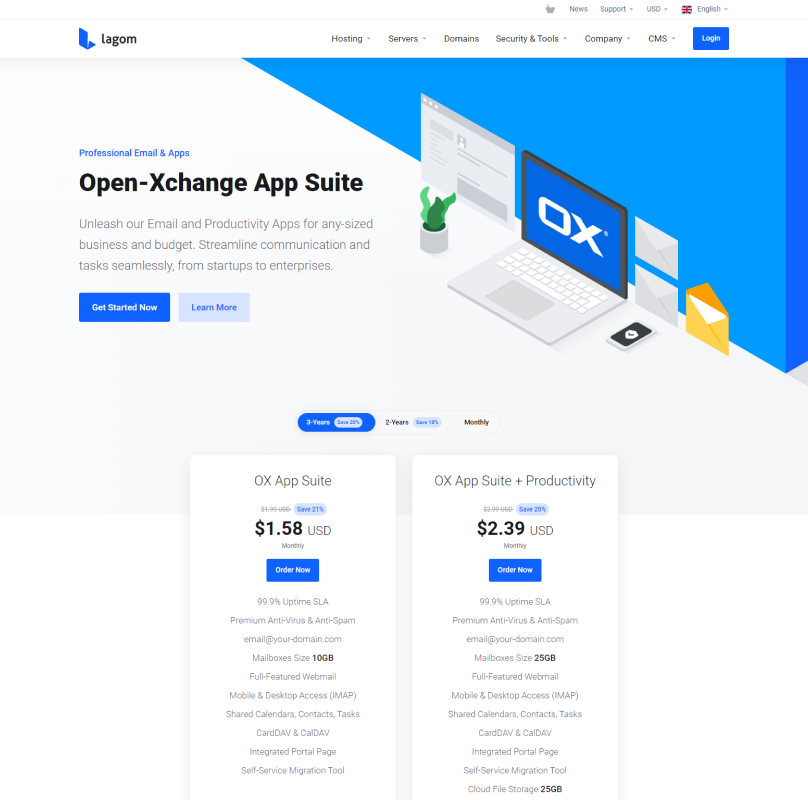 News
Support
USD
English
lagom
Hosting
Servers
Domains
Security & Tools
Company
CMS
Login
Professional Email & Apps
Open-Xchange App Suite
Unleash our Email and Productivity Apps for any-sized
business and budget. Streamline communication and
tasks seamlessly, from startups to enterprises.
Get Started Now
Learn More
OX®
3-Years Save 20%
2-Years Save 18%
Monthly
OX App Suite
$1.99 USD Save 21%
$1.58 USD
Monthly
Order Now
99.9% Uptime SLA
Premium Anti-Virus & Anti-Spam
email@your-domain.com
Mailboxes Size 10GB
Full-Featured Webmail
Mobile & Desktop Access (IMAP)
Shared Calendars, Contacts, Tasks
CardDAV & CalDAV
Integrated Portal Page
Self-Service Migration Tool
OX App Suite + Productivity
$2.99 USD Save 20%
$2.39 USD
Monthly
Order Now
99.9% Uptime SLA
Premium Anti-Virus & Anti-Spam
email@your-domain.com
Mailboxes Size 25GB
Full-Featured Webmail
Mobile & Desktop Access (IMAP)
Shared Calendars, Contacts, Tasks
CardDAV & CalDAV
Integrated Portal Page
Self-Service Migration Tool
Cloud File Storage 25GB